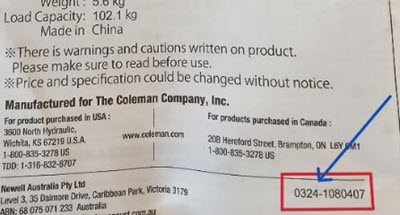 Weight: 5.6 kg
Load Capacity: 102.1 kg
Made in China
※There is warnings and cautions written on product.
Please make sure to read before use.
※Price and specification could be changed without notice.
Manufactured for The Coleman Company, Inc.
For product purchased in USA :
3600 North Hydraulic,
Wichita, KS 67219 U.S.A.
1-800-835-3278 US
TDD: 1-316-832-8707
www.coleman.com
For products purchased in Canada :
20B Hereford Street, Brampton, ON L6Y 0M1
1-800-835-3278 US
Newell Australia Pty Ltd
Level 3, 35 Dalmore Drive, Caribbean Park, Victoria 3179
ABN: 68 075 071 233 Australia
0324-1080407